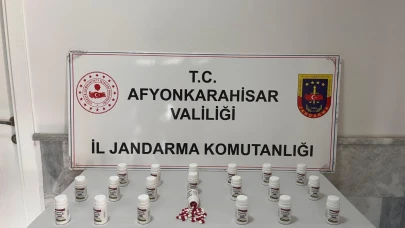 T.C.
AFYONKARAHİSAR
VALİLİĞİ
İL JANDARMA KOMUTANLIĞI